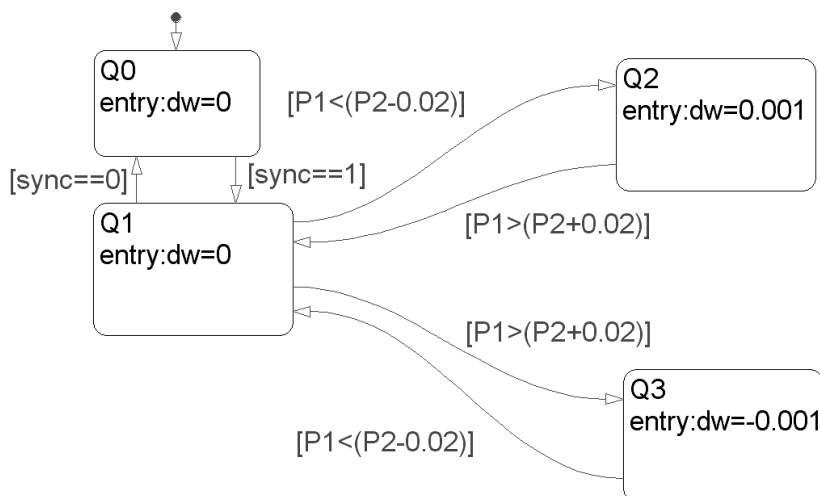 Q0
entry:dw=0
[P1<(P2-0.02)]
Q2
entry:dw=0.001
[sync==0]
[sync==1]
Q1
entry:dw=0
[P1>(P2+0.02)]
[P1>(P2+0.02)]
Q3
entry:dw=-0.001
[P1<(P2-0.02)]